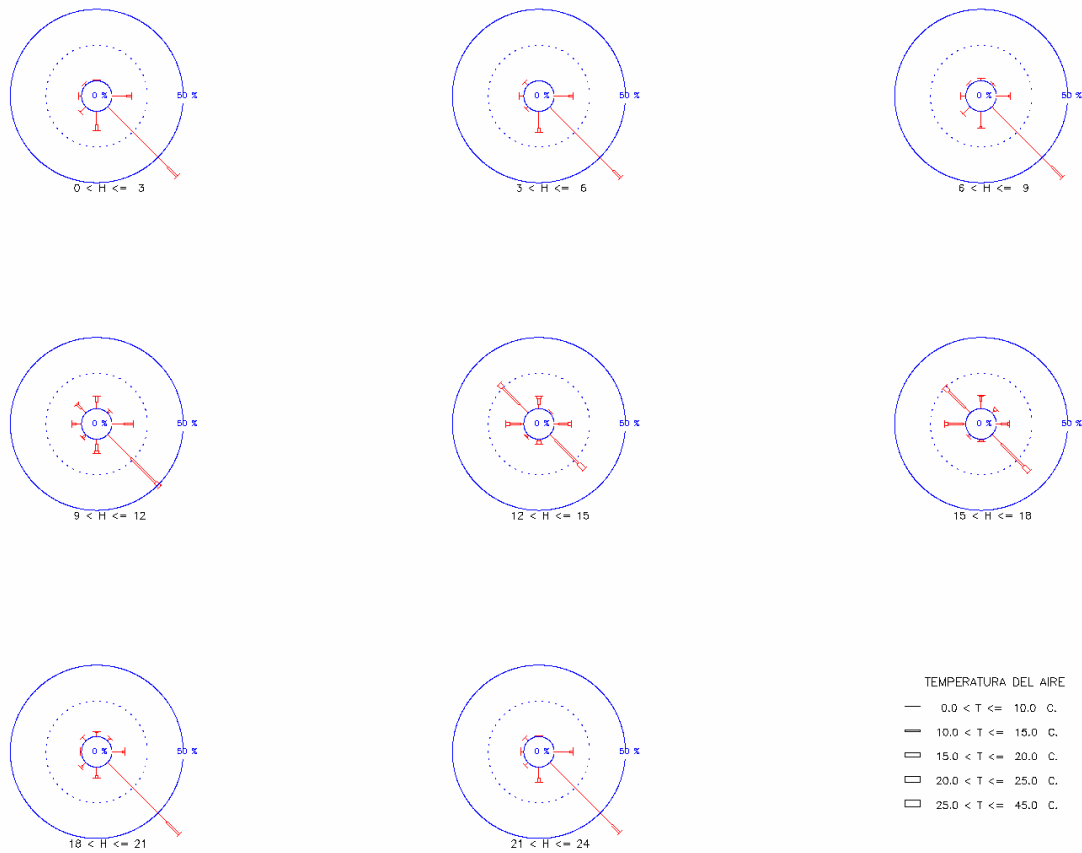 0 %
50 %
0 < H <= 3
0 %
50 %
3 < H <= 6
0 %
50 %
6 < H <= 9
0 %
50 %
9 < H <= 12
0 %
50 %
12 < H <= 15
0 %
50 %
15 < H <= 18
0 %
50 %
18 < H <= 21
0 %
50 %
21 < H <= 24
TEMPERATURA DEL AIRE
0.0 < T <= 10.0 C.
10.0 < T <= 15.0 C.
15.0 < T <= 20.0 C.
20.0 < T <= 25.0 C.
25.0 < T <= 45.0 C.